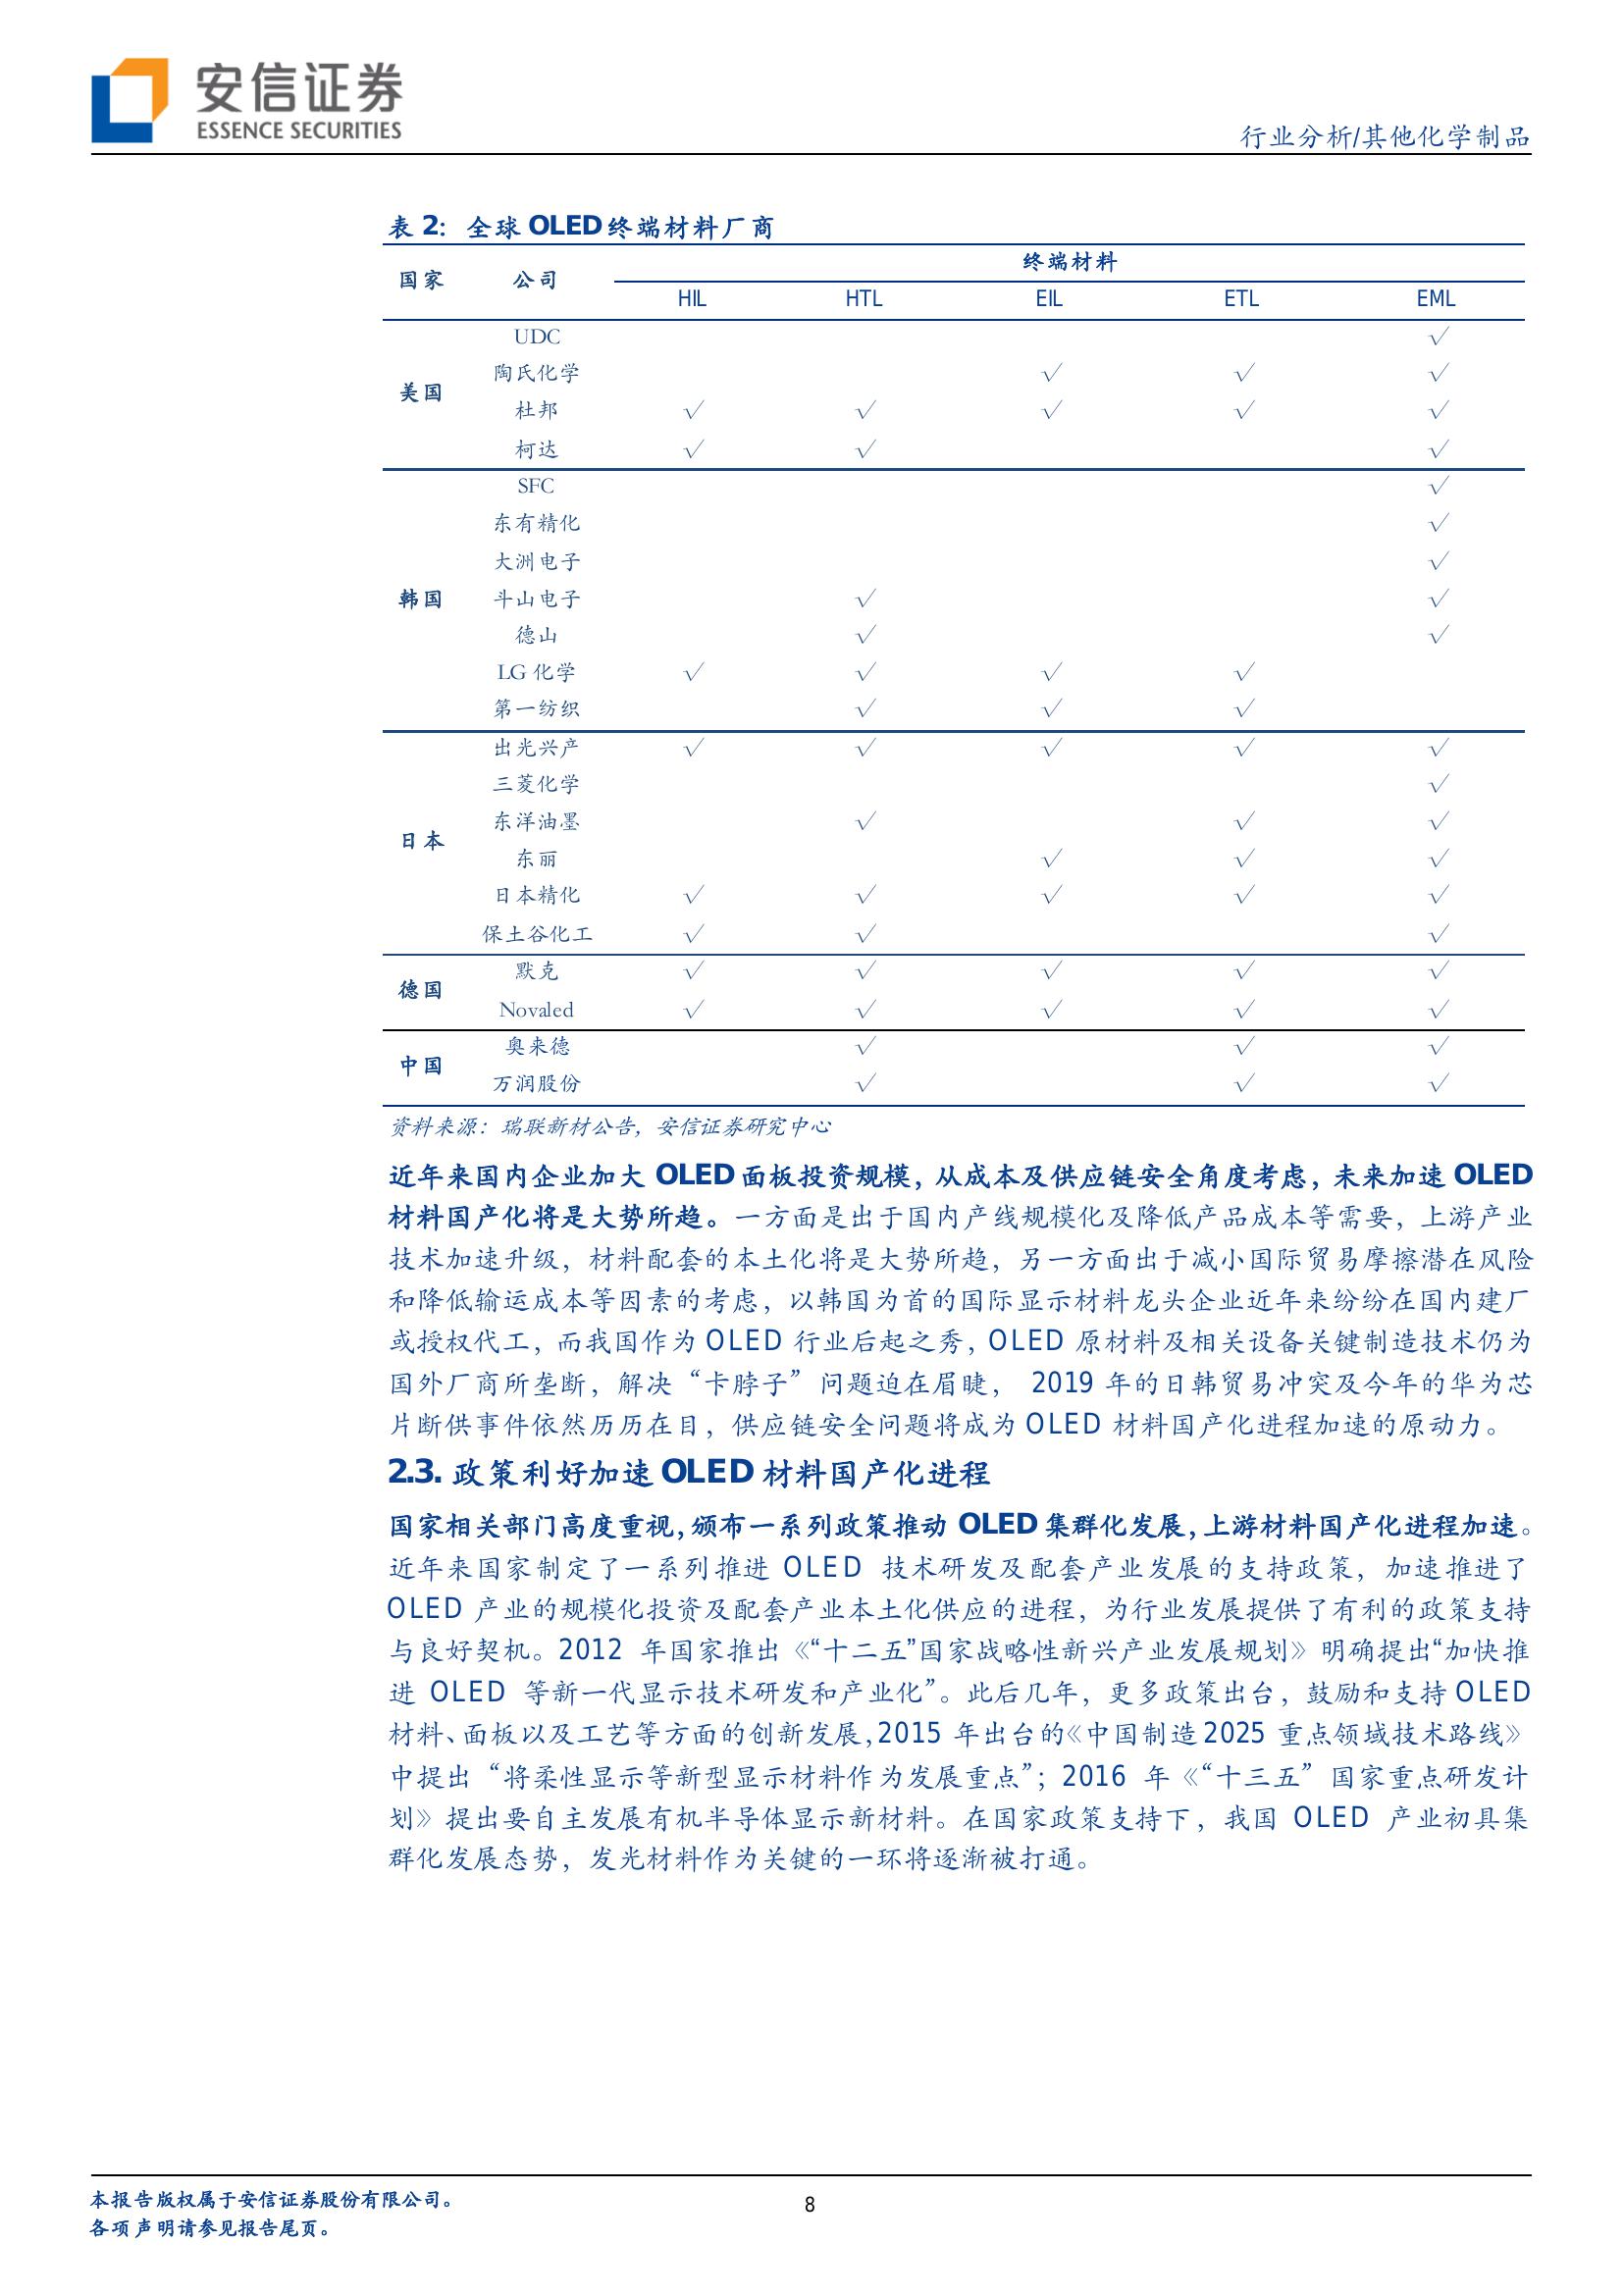 安信证券
ESSENCE SECURITIES
行业分析/其他化学制品
表 2: 全球 OLED 终端材料厂商
国家 公司 终端材料
HIL HTL EIL ETL EML
美国
UDC √
陶氏化学 √ √ √
杜邦 √ √ √ √ √
柯达 √ √ √
韩国
SFC √
东有精化 √
大洲电子 √
斗山电子 √ √
德山 √ √
LG 化学 √ √ √ √
第一纺织 √ √ √
日本
出光兴产 √ √ √ √ √
三菱化学 √
东洋油墨 √ √ √
东丽 √ √ √
日本精化 √ √ √ √ √
保土谷化工 √ √ √
德国
默克 √ √ √ √ √
Novaled √ √ √ √ √
中国
奥来德 √ √ √
万润股份 √ √ √
资料来源：瑞联新材公告，安信证券研究中心
近年来国内企业加大 OLED 面板投资规模，从成本及供应链安全角度考虑，未来加速 OLED
材料国产化将是大势所趋。一方面是出于国内产线规模化及降低产品成本等需要，上游产业
技术加速升级，材料配套的本土化将是大势所趋，另一方面出于减小国际贸易摩擦潜在风险
和降低输运成本等因素的考虑，以韩国为首的国际显示材料龙头企业近年来纷纷在国内建厂
或授权代工，而我国作为 OLED 行业后起之秀，OLED 原材料及相关设备关键制造技术仍为
国外厂商所垄断，解决“卡脖子”问题迫在眉睫， 2019 年的日韩贸易冲突及今年的华为芯
片断供事件依然历历在目，供应链安全问题将成为 OLED 材料国产化进程加速的原动力。
2.3. 政策利好加速 OLED 材料国产化进程
国家相关部门高度重视，颁布一系列政策推动 OLED 集群化发展，上游材料国产化进程加速。
近年来国家制定了一系列推进 OLED 技术研发及配套产业发展的支持政策，加速推进了
OLED 产业的规模化投资及配套产业本土化供应的进程，为行业发展提供了有利的政策支持
与良好契机。2012 年国家推出《“十二五”国家战略性新兴产业发展规划》明确提出“加快推
进 OLED 等新一代显示技术研发和产业化”。此后几年，更多政策出台，鼓励和支持 OLED
材料、面板以及工艺等方面的创新发展，2015 年出台的《中国制造 2025 重点领域技术路线》
中提出“将柔性显示等新型显示材料作为发展重点”；2016 年《“十三五”国家重点研发计
划》提出要自主发展有机半导体显示新材料。在国家政策支持下，我国 OLED 产业初具集
群化发展态势，发光材料作为关键的一环将逐渐被打通。
本报告版权属于安信证券股份有限公司。
各项声明请参见报告尾页。
8